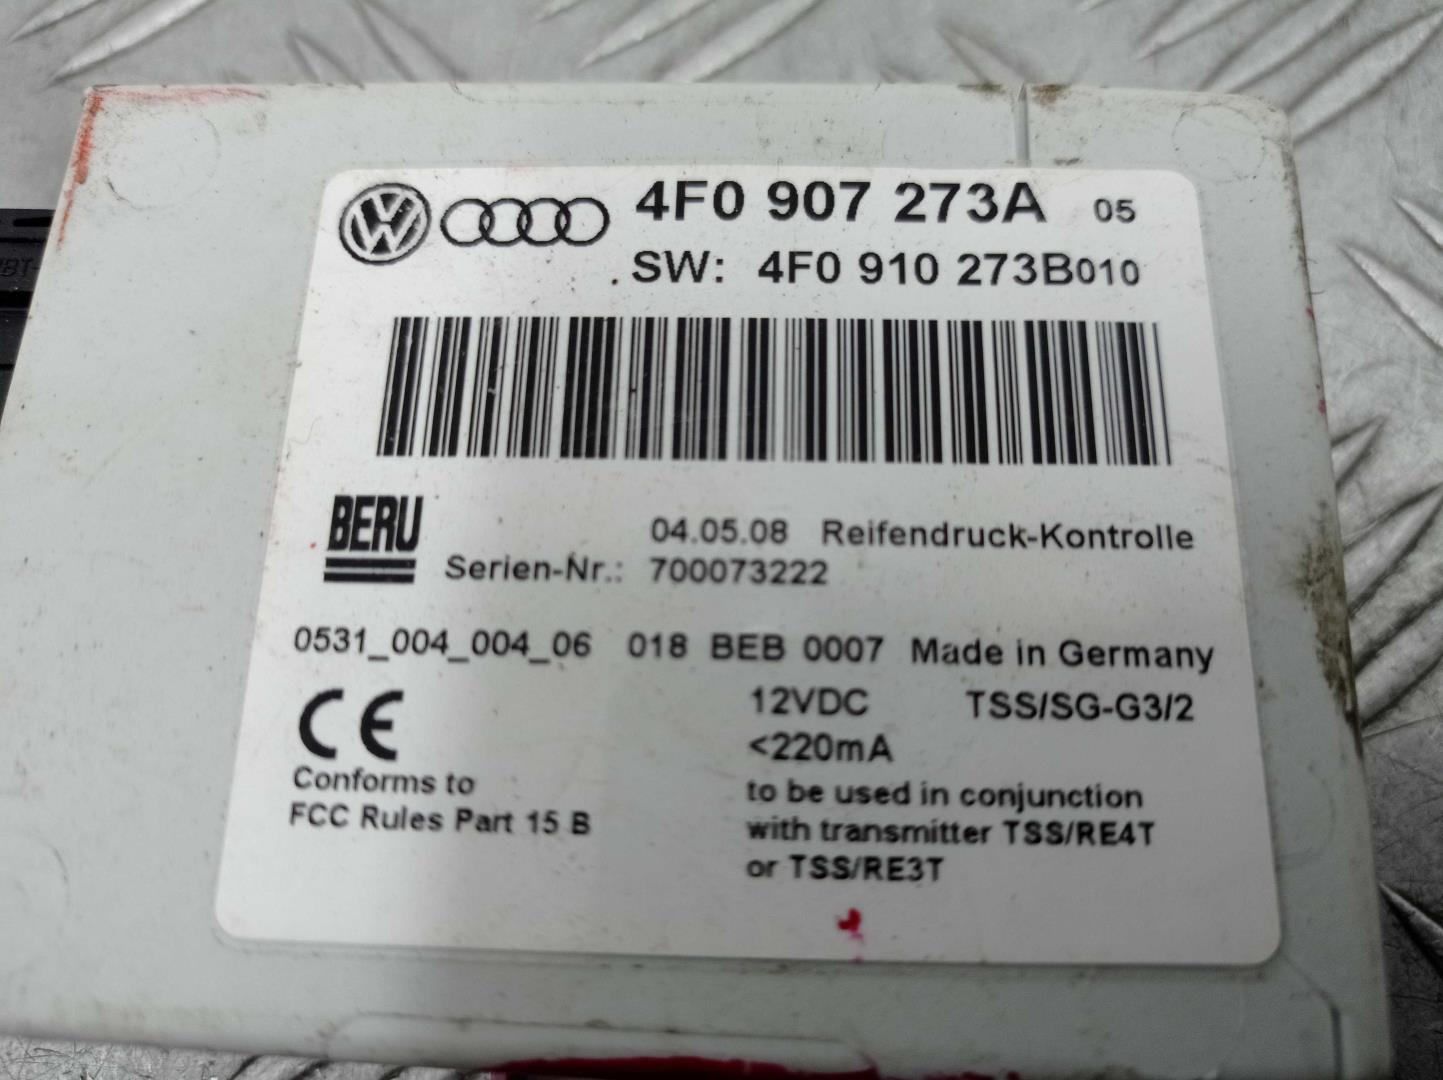 4F0 907 273A 05
SW: 4F0 910 273B010
BERU
04.05.08 Reifendruck-Kontrolle
Serien-Nr.: 700073222
0531_004_004_06 018 BEB 0007 Made in Germany
12VDC TSS/SG-G3/2
<220mA
CE
Conforms to
FCC Rules Part 15 B
to be used in conjunction
with transmitter TSS/RE4T
or TSS/RE3T